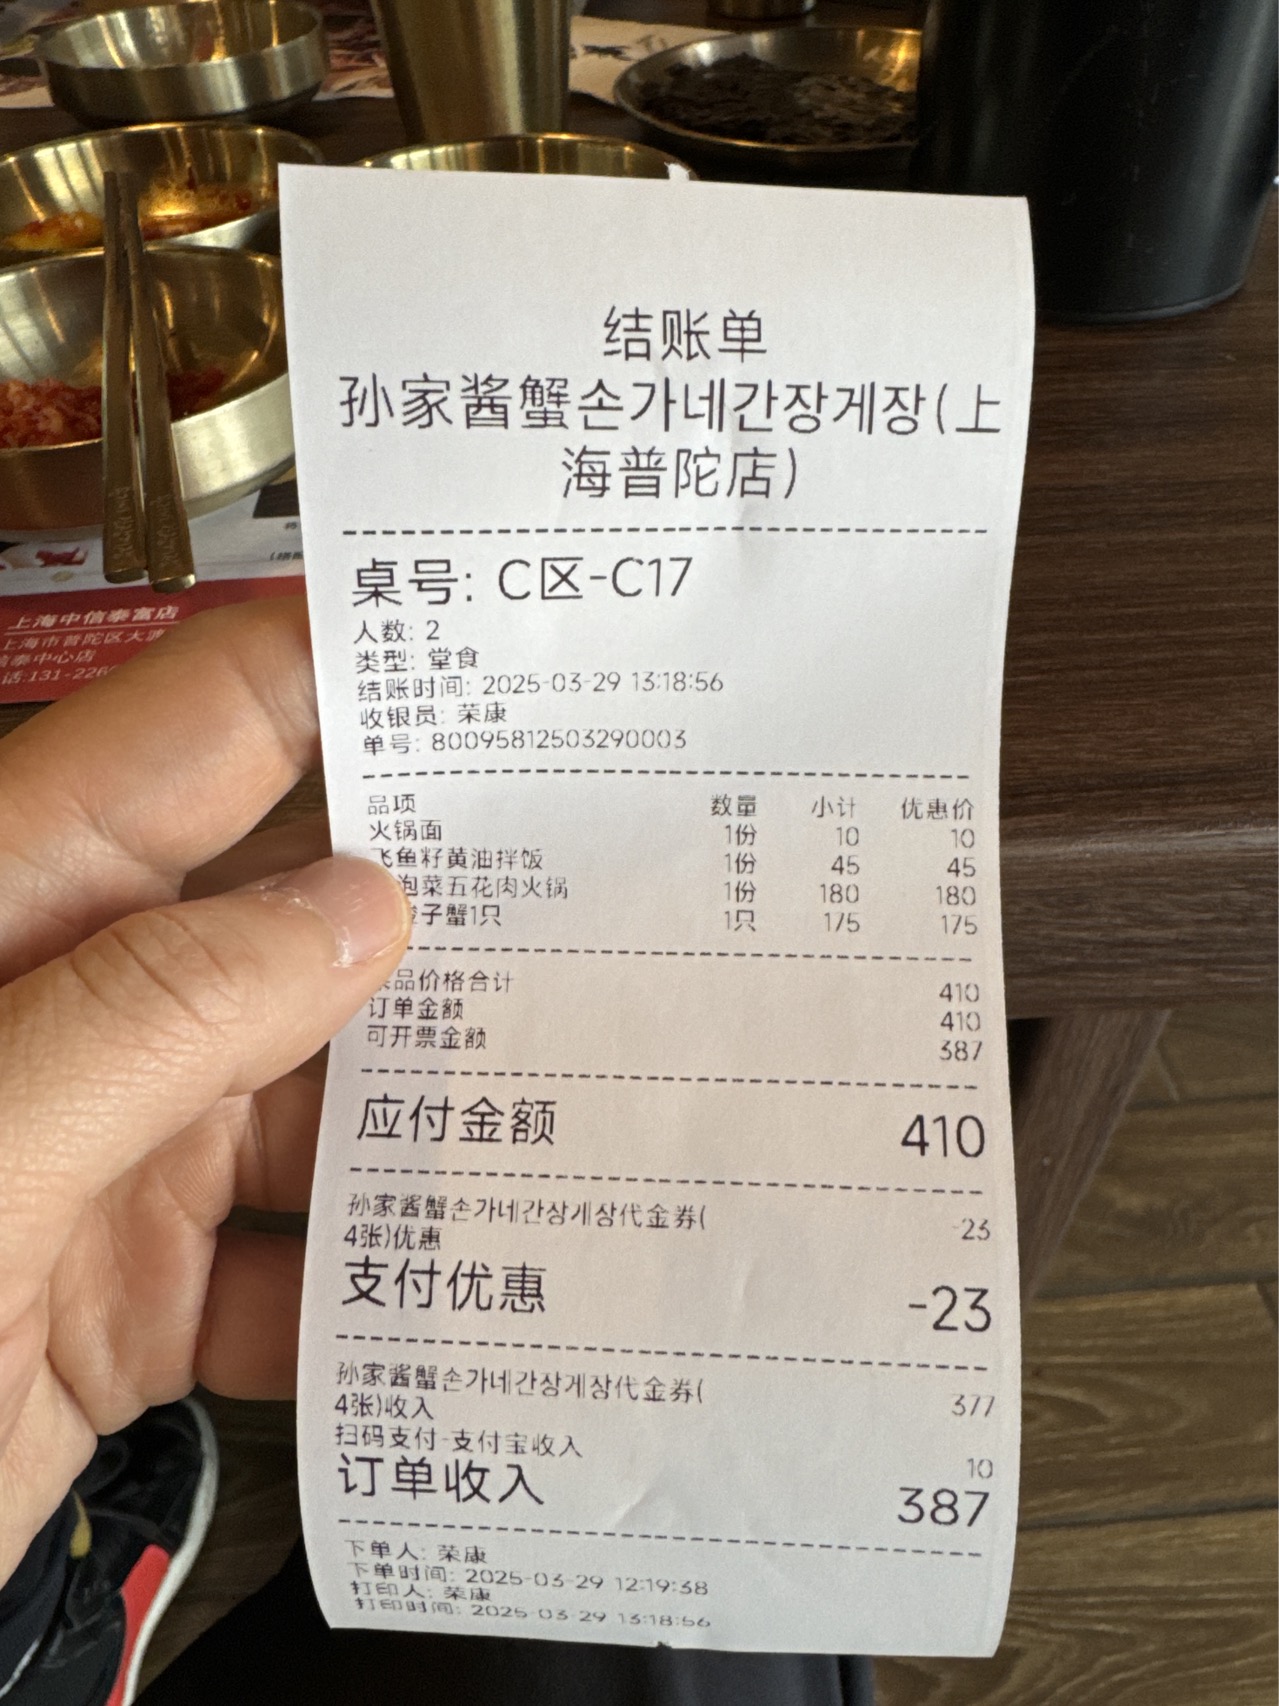 结账单
孙家酱蟹손가네간장게장(上
海普陀店)
桌号: C区-C17
人数: 2
类型: 堂食
结账时间: 2025-03-29 13:18:56
收银员: 荣康
单号: 80095812503290003
品项 数量 小计 优惠价
火锅面 1份 10 10
飞鱼籽黄油拌饭 1份 45 45
泡菜五花肉火锅 1份 180 180
子蟹1只 1只 175 175
品价格合计 410
订单金额 410
可开票金额 387
应付金额 410
孙家酱蟹손가네간장게장代金券(
4张)优惠 -23
支付优惠 -23
孙家酱蟹손가네간장게장代金券(
4张)收入 377
扫码支付-支付宝收入 10
订单收入 387
下单人: 荣康
下单时间: 2025-03-29 12:19:38
打印人: 荣康
打印时间: 2025-03-29 13:18:56
上海中信泰富店
上海市普陀区大渡
信泰中心店
话:131-226